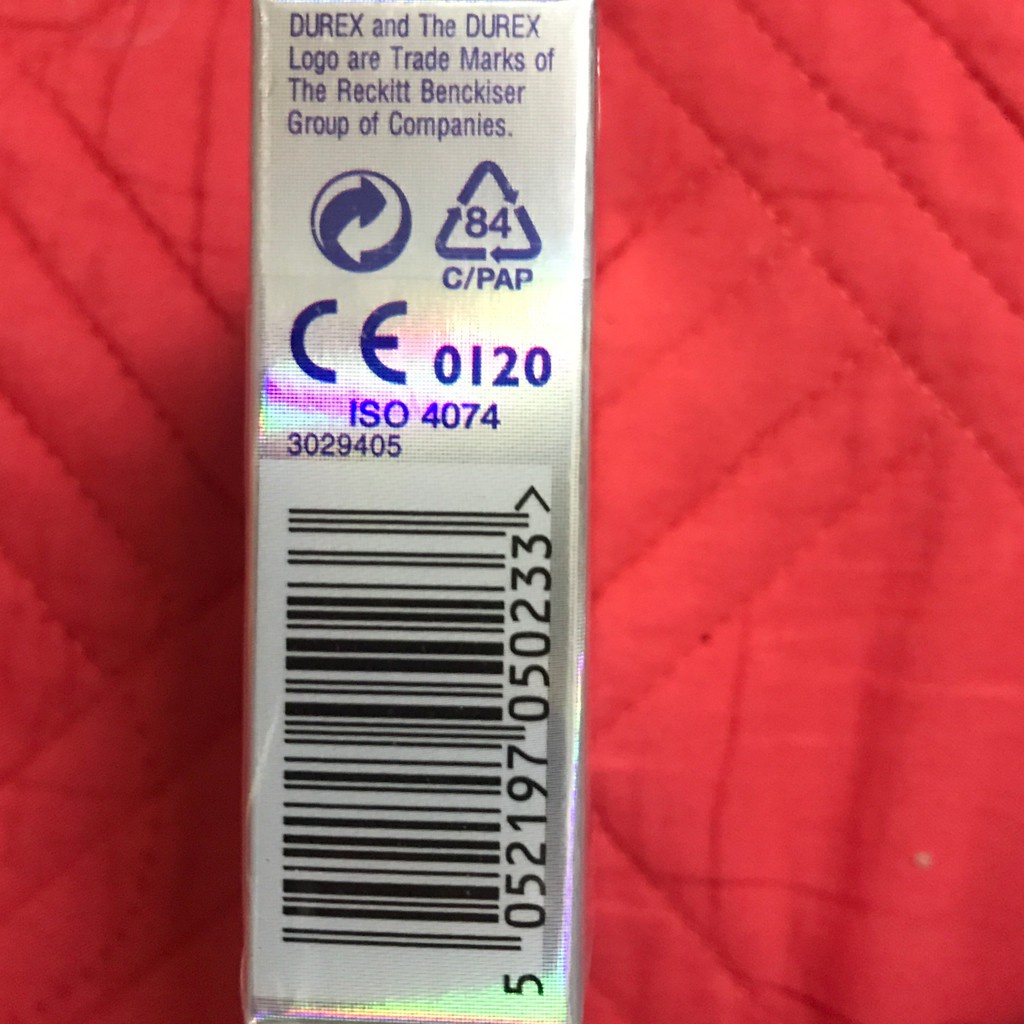 DUREX and The DUREX
Logo are Trade Marks of
The Reckitt Benckiser
Group of Companies.
84
C/PAP
CE 0120
ISO 4074
3029405
5 052197 050233 >